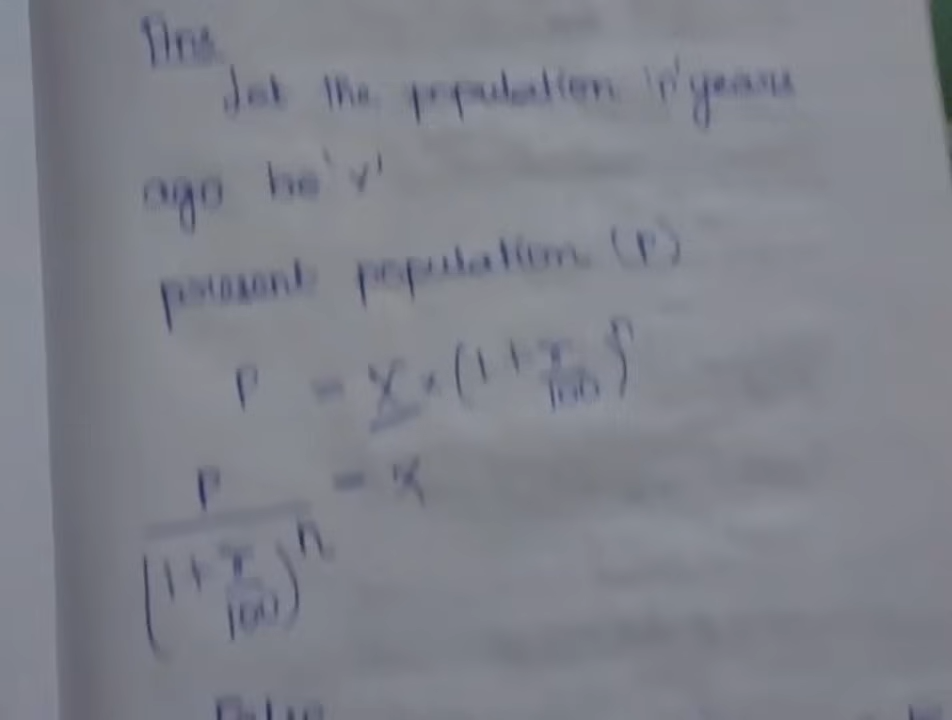 Ans
Let the population 'n' years
ago be 'x'
present population (P)
P = x × (1 + r/100)^n
P/(1 + r/100)^n = x